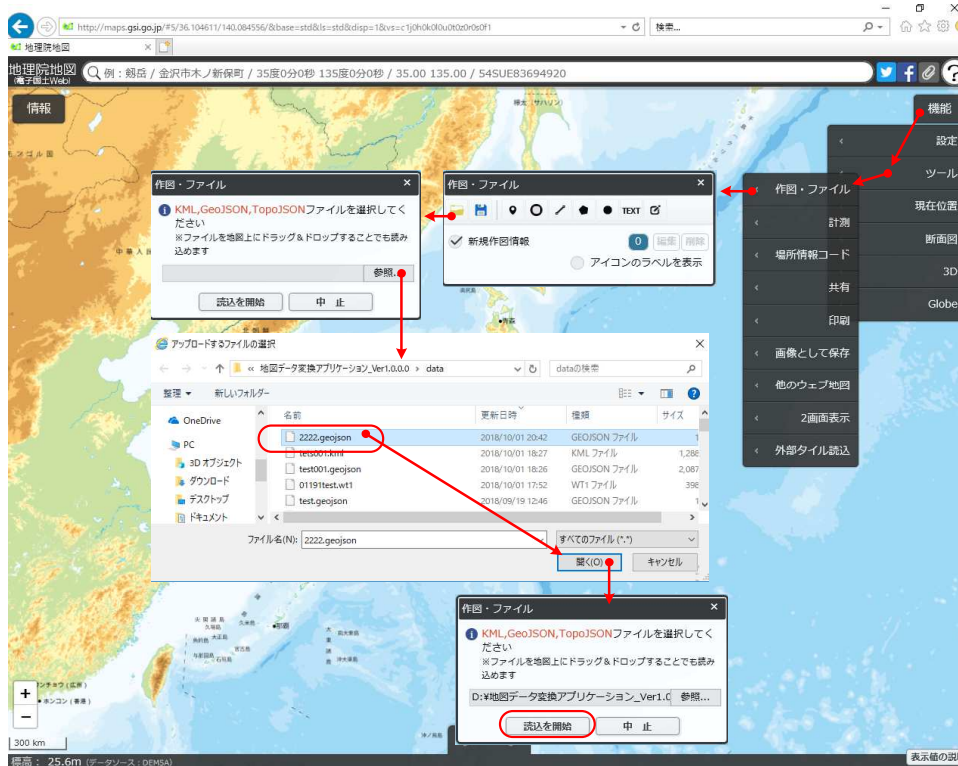 http://maps.gsi.go.jp/#5/36.104611/140.084556/&base=std&ls=std&disp=1&vs=c1j0h0k0l0u0t0z0r0s0f1
検索...
地理院地図
地理院地図
(電子国土Web)
例：剱岳 / 金沢市木ノ新保町 / 35度0分0秒 135度0分0秒 / 35.00 135.00 / 54SUE83694920
情報
機能
設定
ツール
現在位置
断面図
3D
Globe
作図・ファイル
計測
場所情報コード
共有
印刷
画像として保存
他のウェブ地図
2画面表示
外部タイル読込
作図・ファイル
KML,GeoJSON,TopoJSONファイルを選択してく
ださい
※ファイルを地図上にドラッグ＆ドロップすることでも読み
込めます
参照...
読込を開始
中 止
作図・ファイル
TEXT
新規作図情報
0
編集
削除
アイコンのラベルを表示
アップロードするファイルの選択
« 地図データ変換アプリケーション_Ver1.0.0.0 › data
dataの検索
整理
新しいフォルダー
名前
更新日時
種類
サイズ
OneDrive
PC
3D オブジェクト
ダウンロード
デスクトップ
ドキュメント
2222.geojson 2018/10/01 20:42 GEOJSON ファイル 1
tets001.kml 2018/10/01 18:27 KML ファイル 1,288
test001.geojson 2018/10/01 18:26 GEOJSON ファイル 2,087
01191test.wt1 2018/10/01 17:52 WT1 ファイル 398
test.geojson 2018/09/19 12:46 GEOJSON ファイル 1
ファイル名(N): 2222.geojson
すべてのファイル (*.*)
開く(O)
キャンセル
作図・ファイル
KML,GeoJSON,TopoJSONファイルを選択してく
ださい
※ファイルを地図上にドラッグ＆ドロップすることでも読み
込めます
D:¥地図データ変換アプリケーション_Ver1.0
参照...
読込を開始
中 止
青森
那覇
ホンコン（香港）
+
−
300 km
標高： 25.6m (データソース：DEM5A)
表示値の説